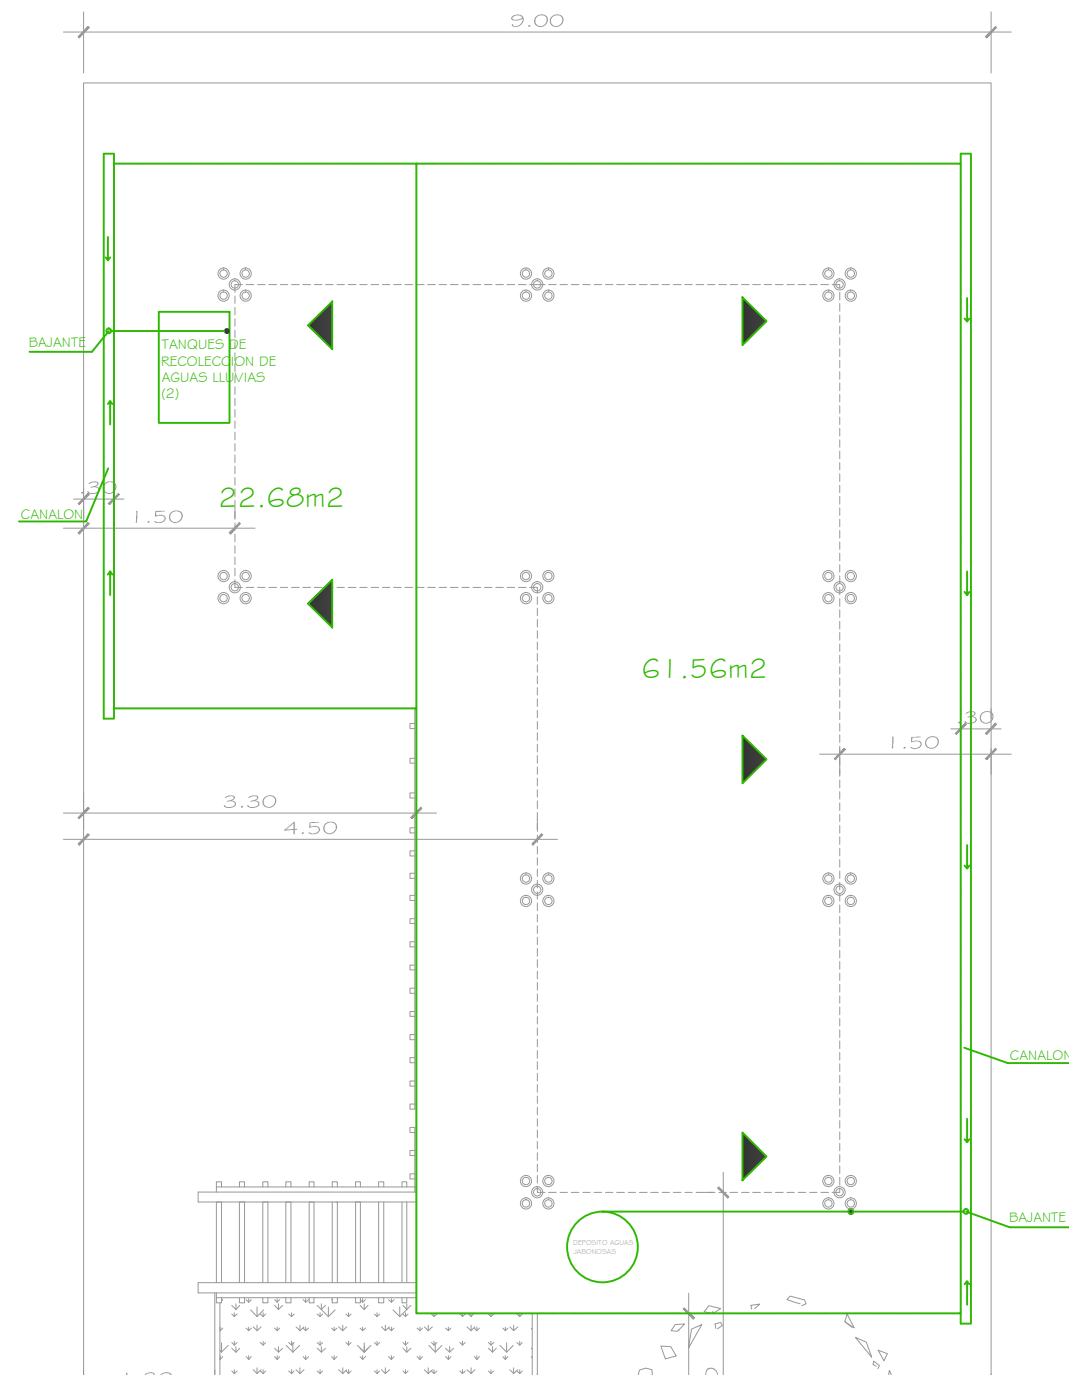 9.00
BAJANTE
TANQUES DE
RECOLECCION DE
AGUAS LLUVIAS
(2)
.30
22.68m2
CANALON
1.50
61.56m2
.30
1.50
3.30
4.50
CANALON
BAJANTE
DEPOSITO AGUAS
JABONOSAS